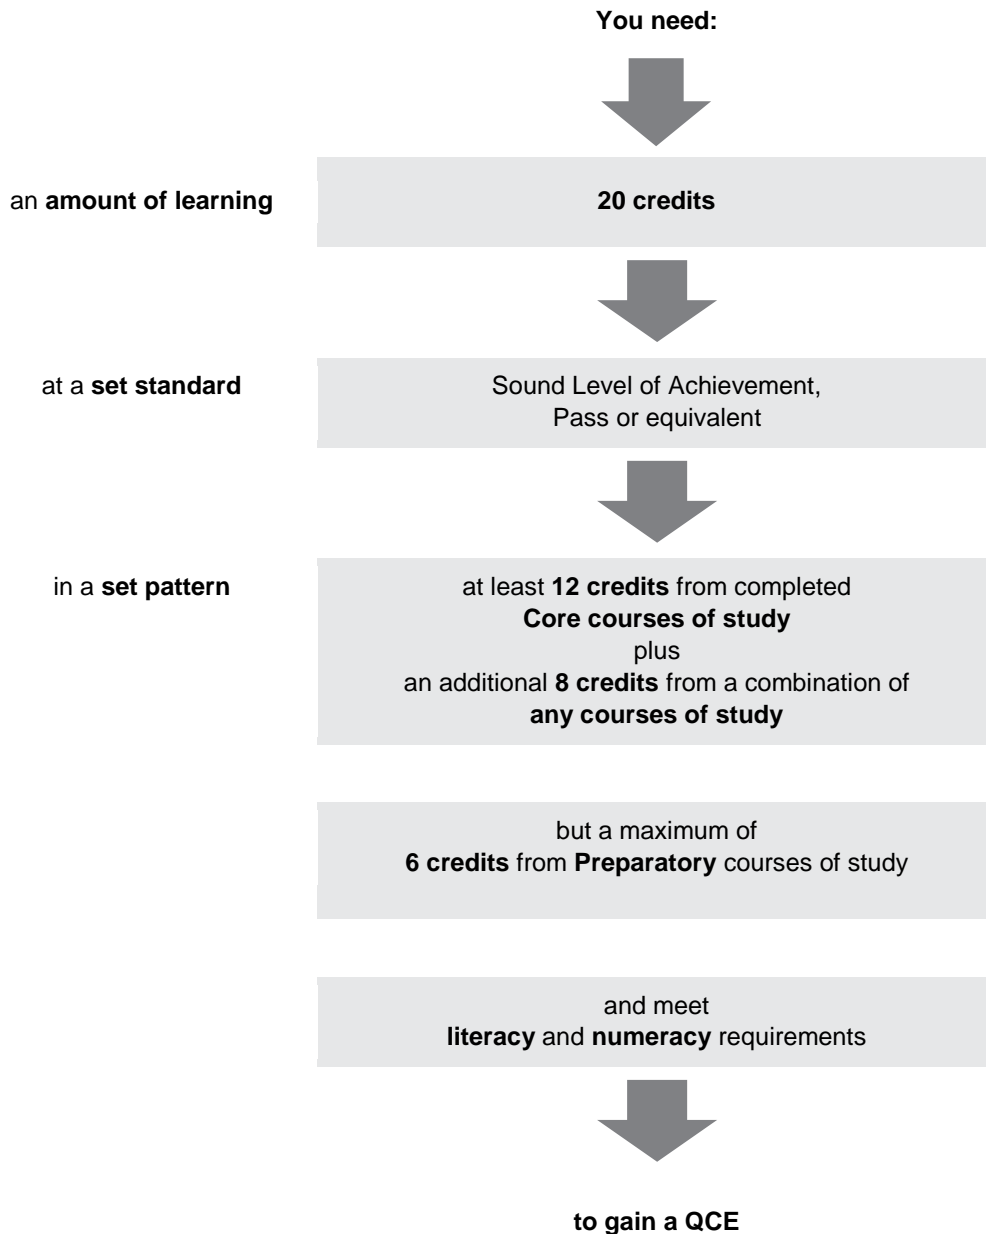 You need:
an amount of learning
20 credits
at a set standard
Sound Level of Achievement,
Pass or equivalent
in a set pattern
at least 12 credits from completed
Core courses of study
plus
an additional 8 credits from a combination of
any courses of study
but a maximum of
6 credits from Preparatory courses of study
and meet
literacy and numeracy requirements
to gain a QCE